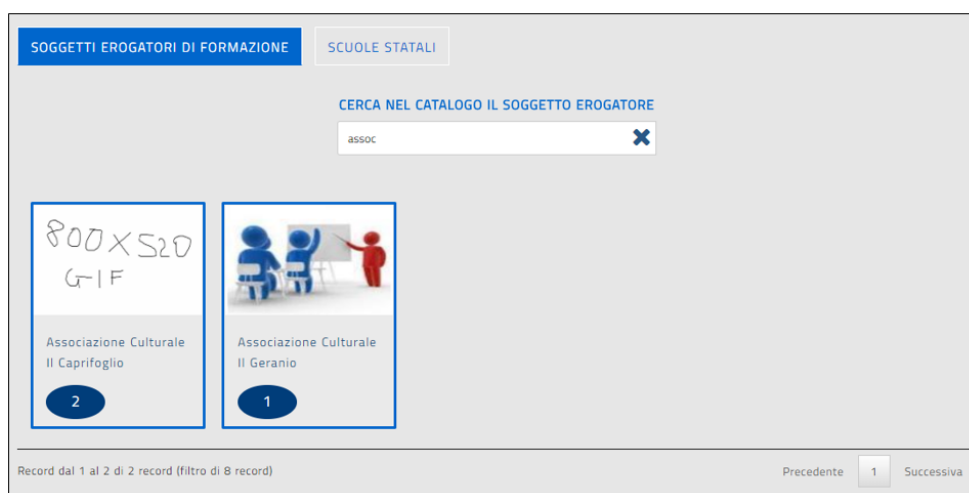 SOGGETTI EROGATORI DI FORMAZIONE
SCUOLE STATALI
CERCA NEL CATALOGO IL SOGGETTO EROGATORE
assoc
800 X 520
GIF
Associazione Culturale
Il Caprifoglio
2
Associazione Culturale
Il Geranio
1
Record dal 1 al 2 di 2 record (filtro di 8 record)
Precedente 1 Successiva